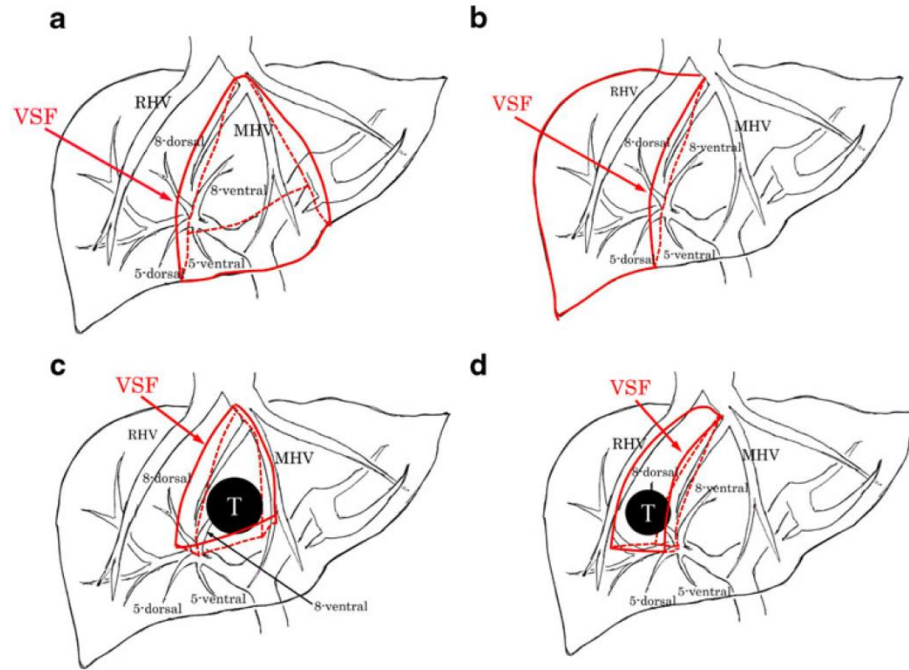 a
VSF
RHV
8-dorsal
MHV
8-ventral
5-ventral
5-dorsal
b
VSF
RHV
8-dorsal
MHV
8-ventral
5-ventral
5-dorsal
c
VSF
RHV
8-dorsal
MHV
T
5-ventral
5-dorsal
8-ventral
d
VSF
RHV
8-dorsal
MHV
8-ventral
T
5-ventral
5-dorsal